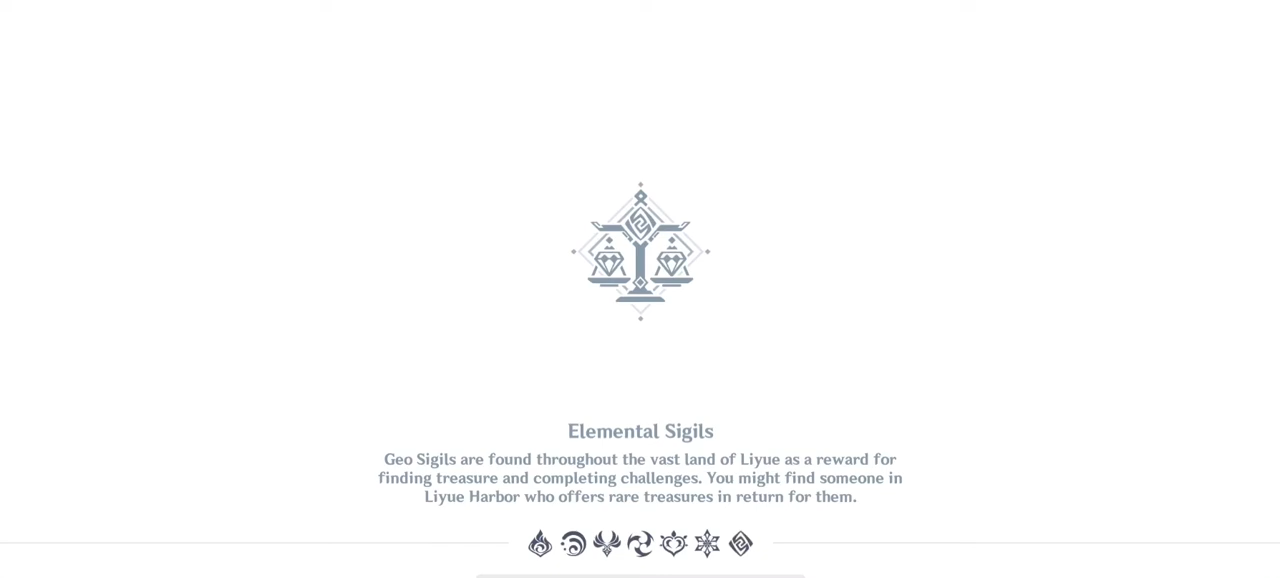 Elemental Sigils
Geo Sigils are found throughout the vast land of Liyue as a reward for
finding treasure and completing challenges. You might find someone in
Liyue Harbor who offers rare treasures in return for them.